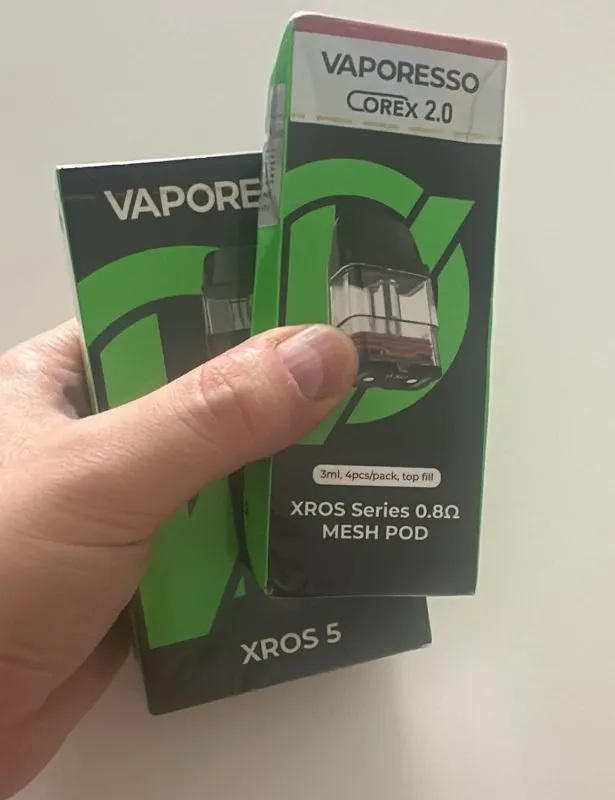 VAPORESSO
COREX 2.0
3ml, 4pcs/pack, top fill
XROS Series 0.8Ω
MESH POD
VAPORE
XROS 5